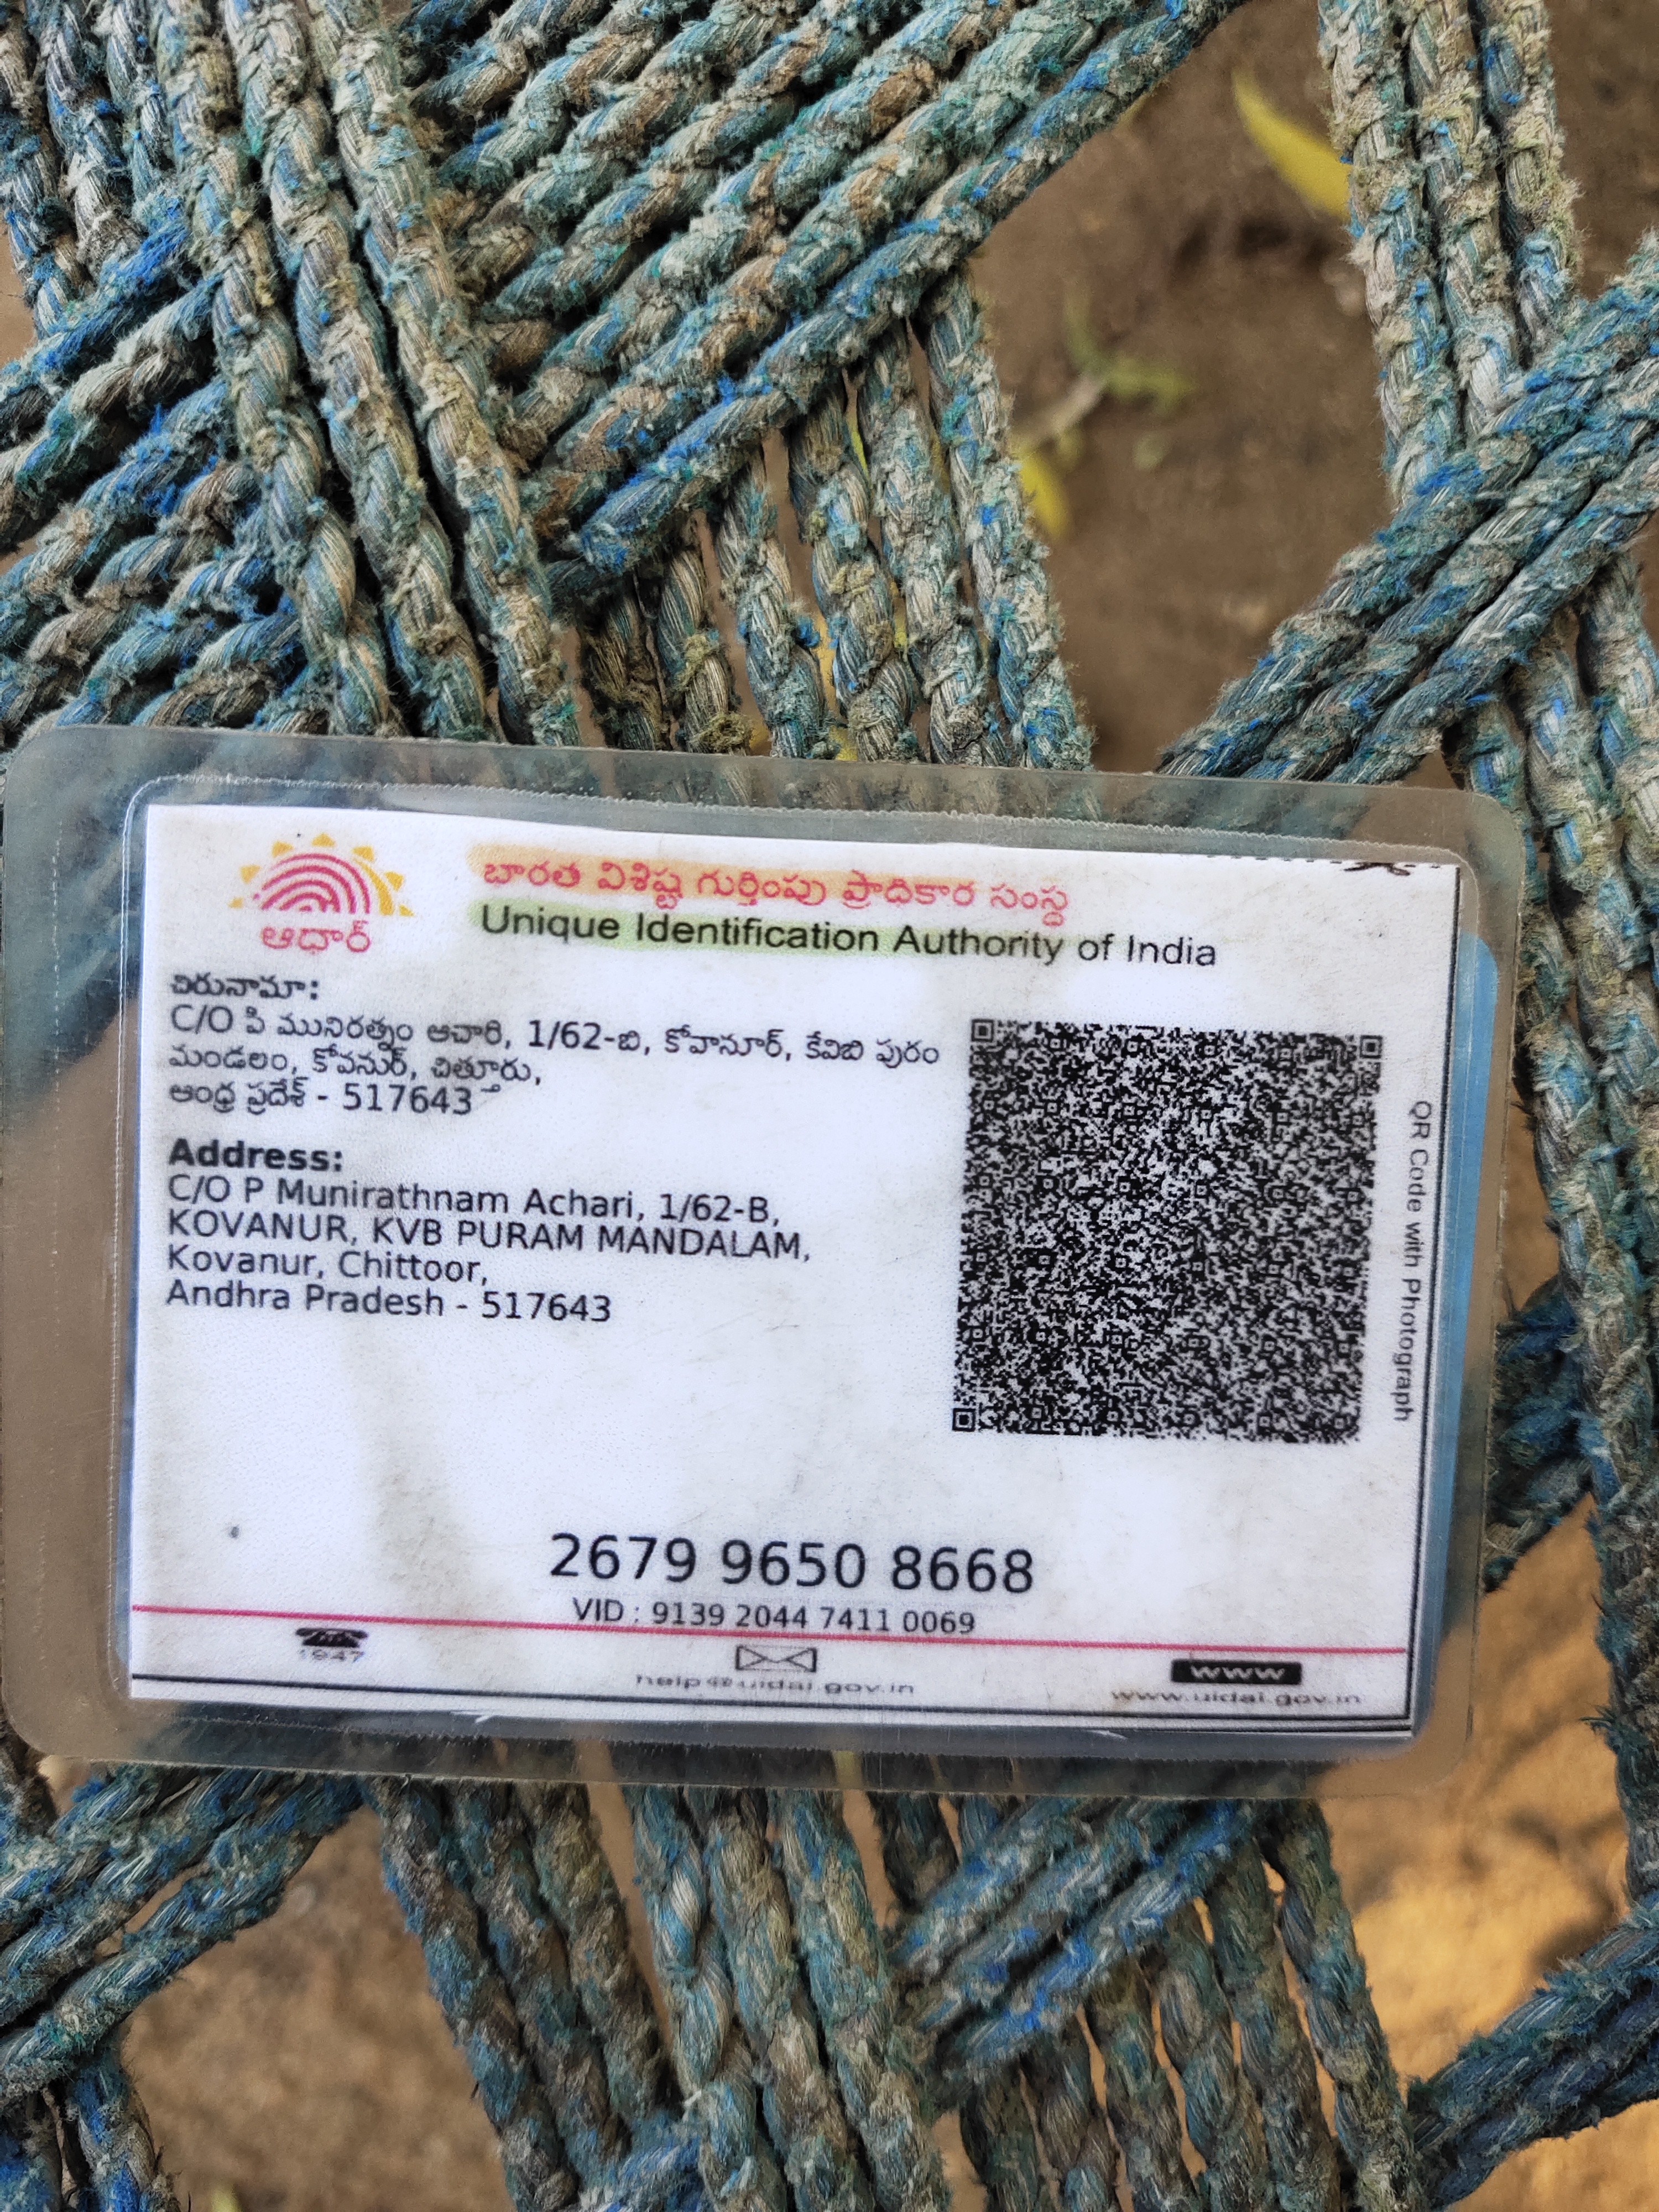 ఆధార్
బారత విశిష్ట గుర్తింపు ప్రాదికార సంస్థ
Unique Identification Authority of India
చిరునామా:
C/O పి మునిరత్నం ఆచారి, 1/62-బి, కోవానూర్, కేవిబి పురం
మండలం, కోవనుర్, చిత్తూరు,
ఆంధ్ర ప్రదేశ్ - 517643
Address:
C/O P Munirathnam Achari, 1/62-B,
KOVANUR, KVB PURAM MANDALAM,
Kovanur, Chittoor,
Andhra Pradesh - 517643
QR Code with Photograph
2679 9650 8668
VID : 9139 2044 7411 0069
1947
help@uidai.gov.in
WWW
www.uidai.gov.in